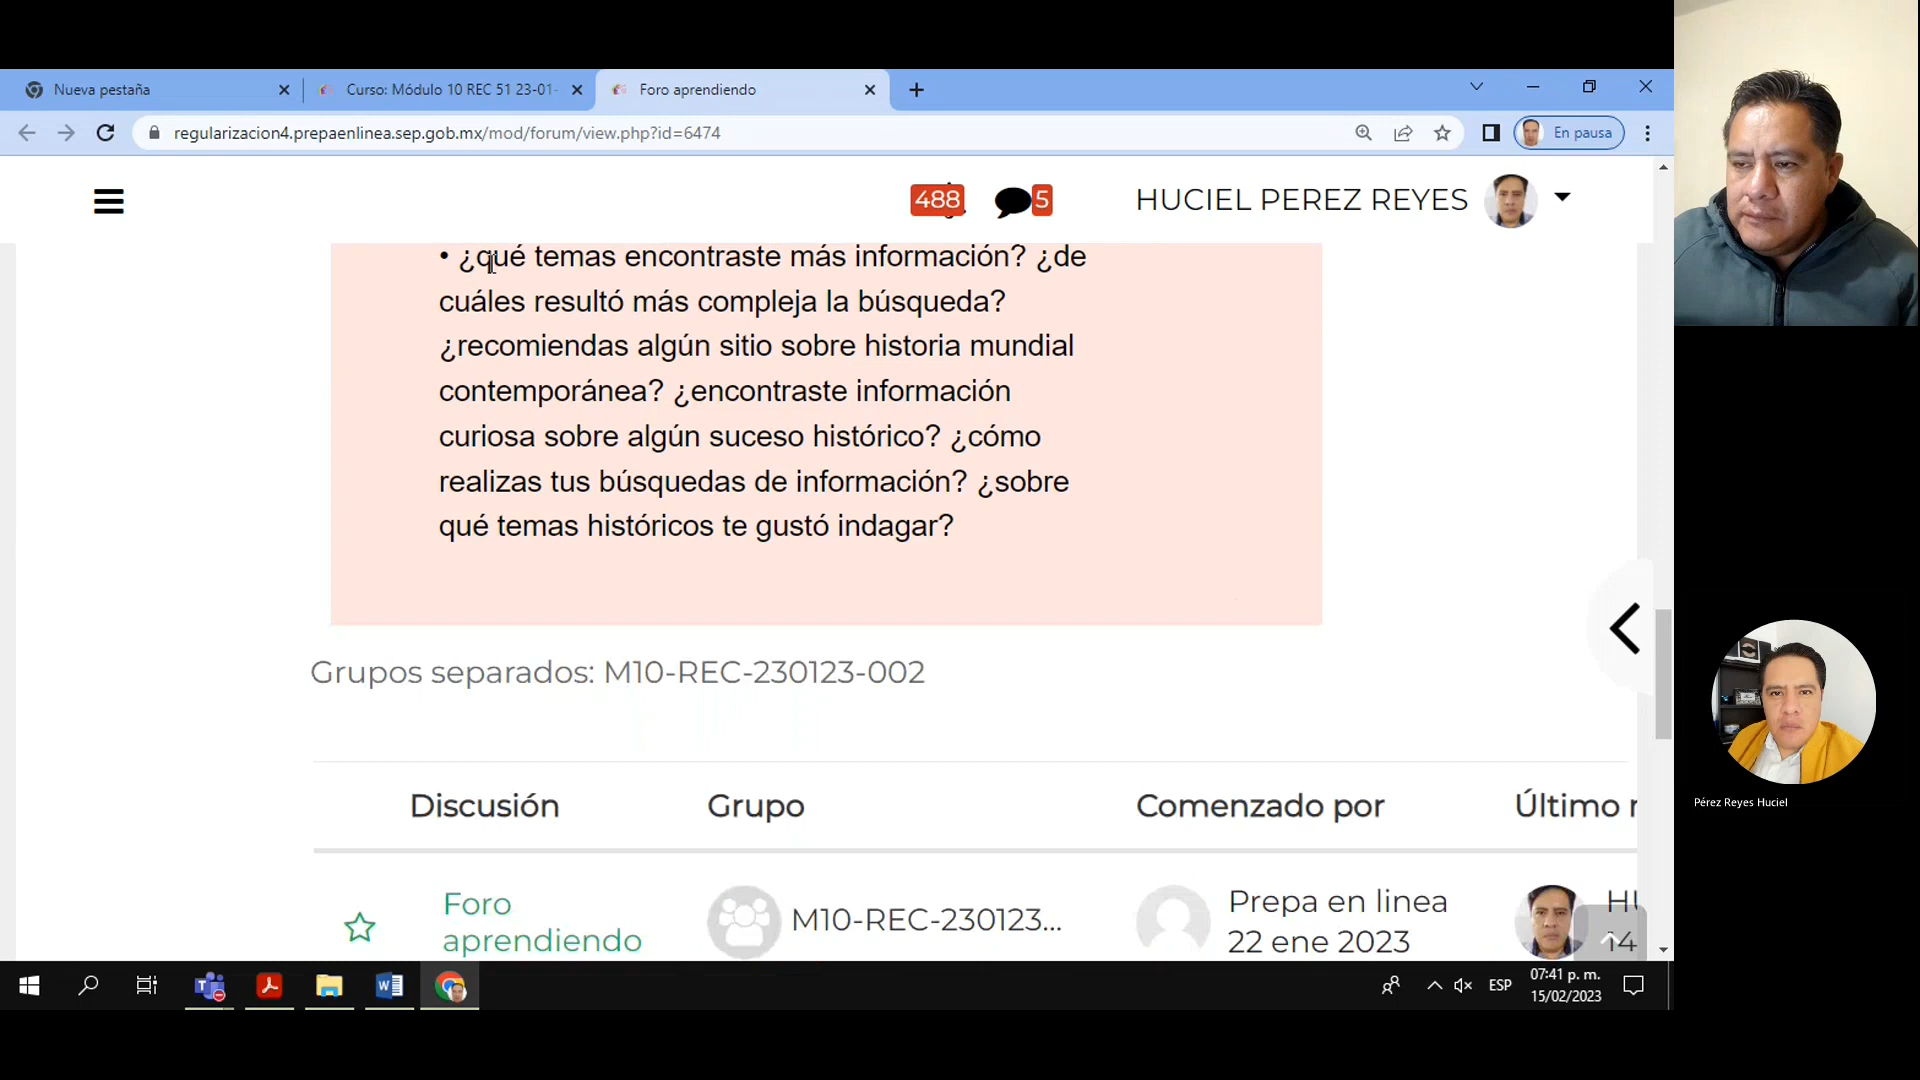 Nueva pestaña
Curso: Módulo 10 REC 51 23-01-
Foro aprendiendo
regularizacion4.prepaenlinea.sep.gob.mx/mod/forum/view.php?id=6474
En pausa
488
5
HUCIEL PEREZ REYES
• ¿qué temas encontraste más información? ¿de
cuáles resultó más compleja la búsqueda?
¿recomiendas algún sitio sobre historia mundial
contemporánea? ¿encontraste información
curiosa sobre algún suceso histórico? ¿cómo
realizas tus búsquedas de información? ¿sobre
qué temas históricos te gustó indagar?
Grupos separados: M10-REC-230123-002
Discusión
Grupo
Comenzado por
Último
Foro
aprendiendo
M10-REC-230123...
Prepa en linea
22 ene 2023
14
Pérez Reyes Huciel
ESP
07:41 p. m.
15/02/2023